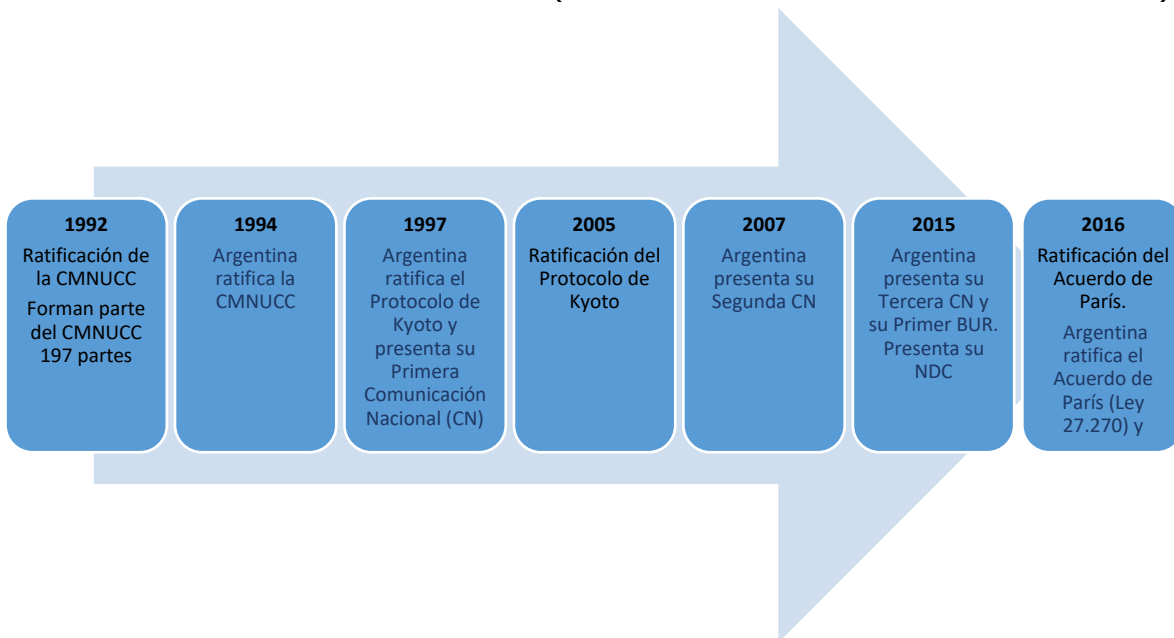 1992
Ratificación de
la CMNUCC
Forman parte
del CMNUCC
197 partes
1994
Argentina
ratifica la
CMNUCC
1997
Argentina
ratifica el
Protocolo de
Kyoto y
presenta su
Primera
Comunicación
Nacional (CN)
2005
Ratificación del
Protocolo de
Kyoto
2007
Argentina
presenta su
Segunda CN
2015
Argentina
presenta su
Tercera CN y
su Primer BUR.
Presenta su
NDC
2016
Ratificación del
Acuerdo de
París.
Argentina
ratifica el
Acuerdo de
París (Ley
27.270) y